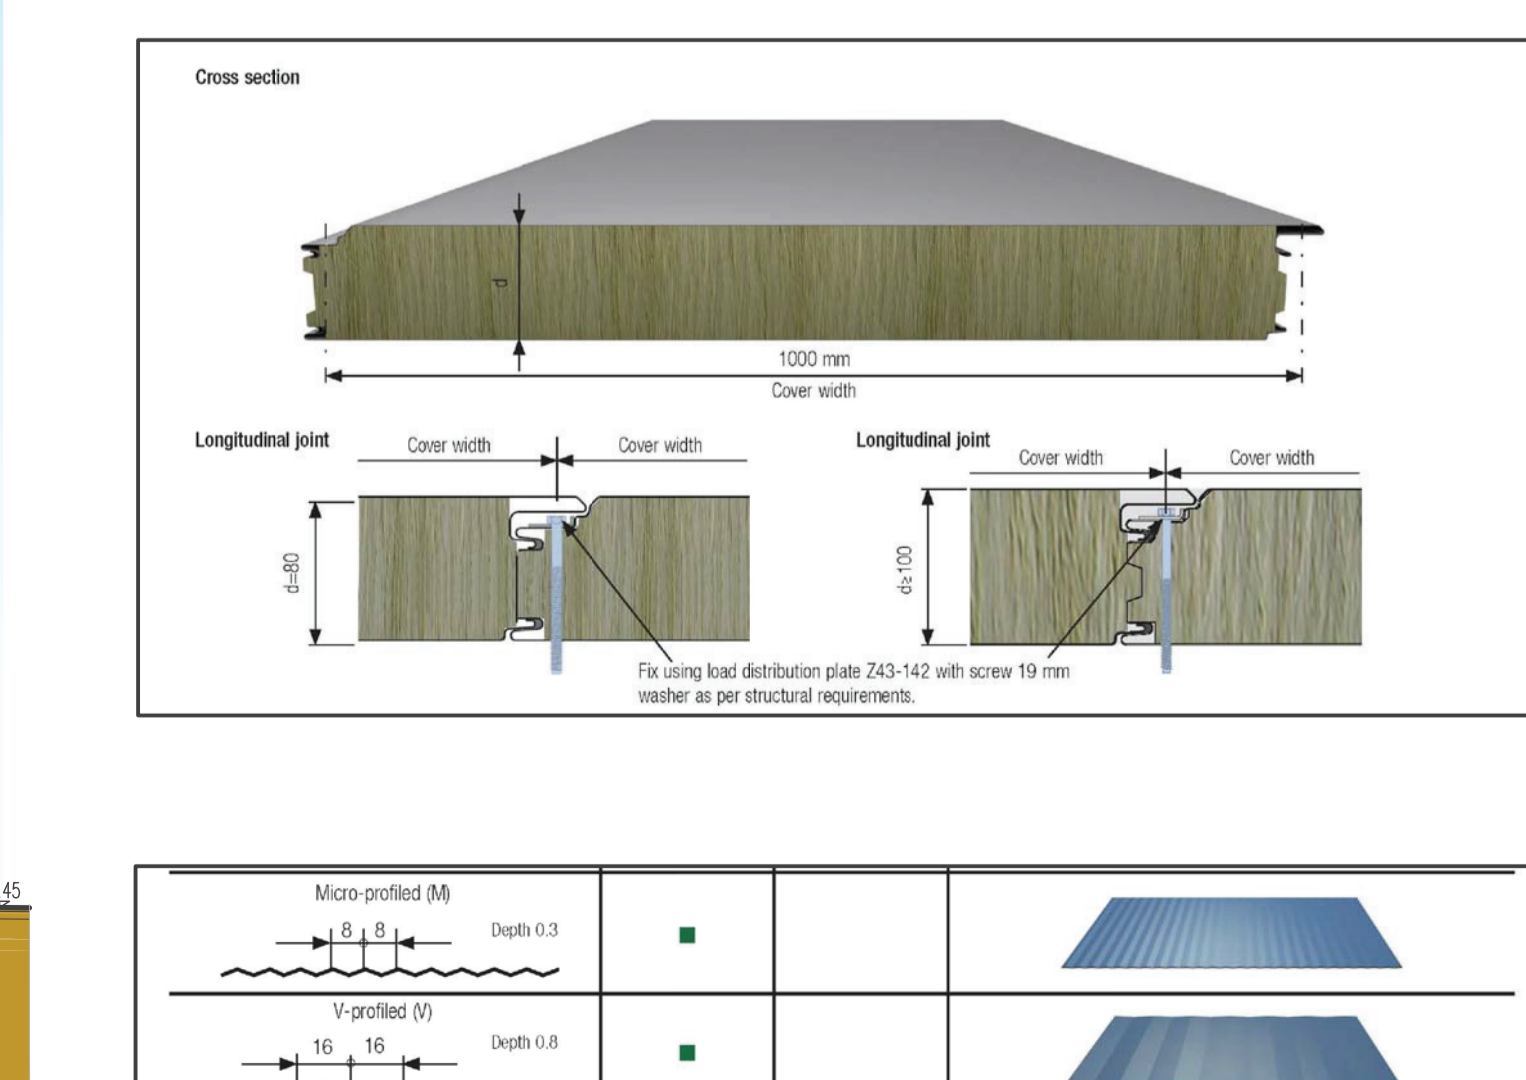 Cross section
d
1000 mm
Cover width
Longitudinal joint
Cover width
Cover width
d=80
Longitudinal joint
Cover width
Cover width
d≥100
Fix using load distribution plate Z43-142 with screw 19 mm
washer as per structural requirements.
45
Micro-profiled (M)
8 8
Depth 0.3
V-profiled (V)
16 16
Depth 0.8